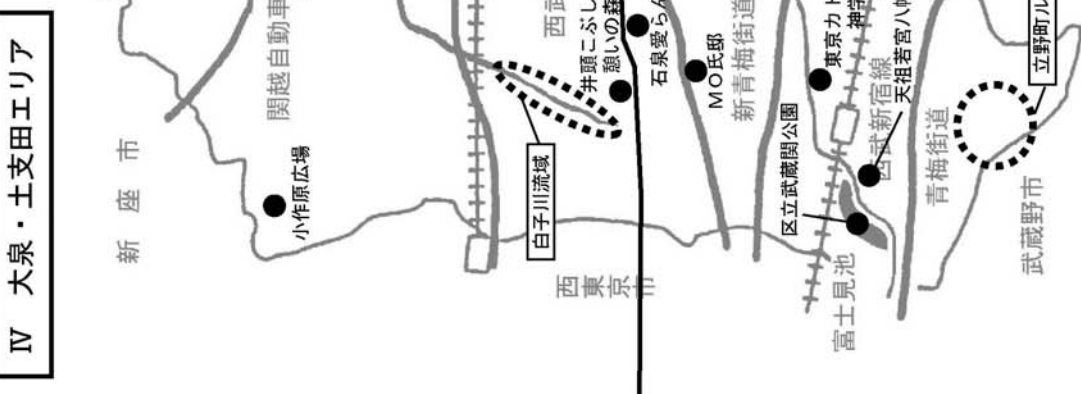 Ⅳ 大泉・土支田エリア
新座市
関越自動車
小作原広場
西武
白子川流域
井頭こぶし
憩いの森
石泉愛らん
MO氏邸
新青梅街道
西東京市
東京カト
神学
西武新宿線
天祖若宮八幡
区立武蔵関公園
富士見池
青梅街道
立野町ル
武蔵野市